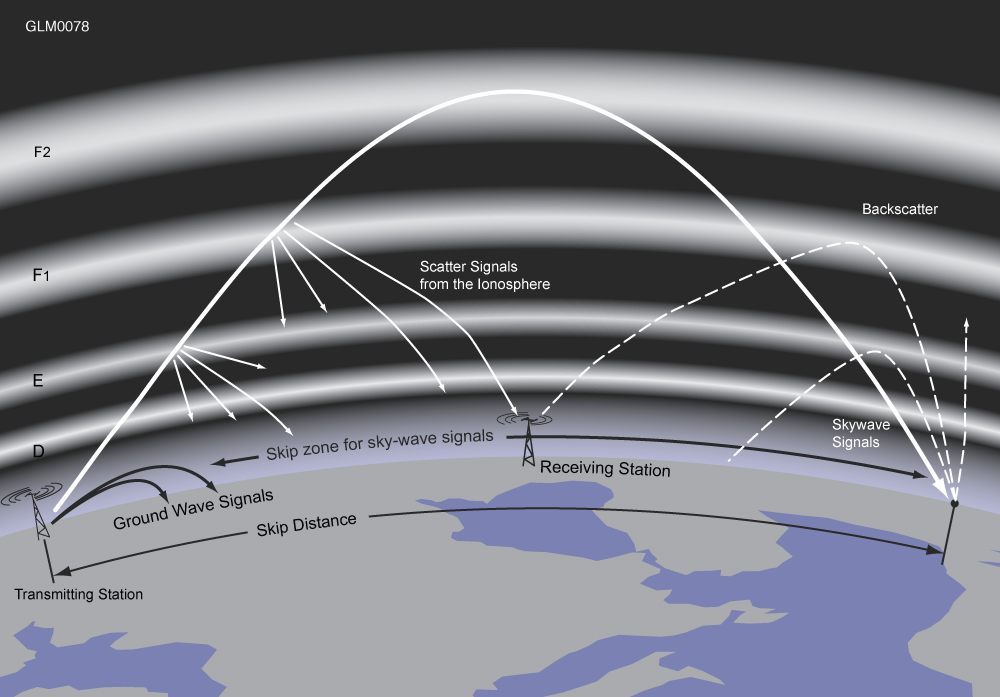 GLM0078
F2
Backscatter
F1
Scatter Signals
from the Ionosphere
E
D
Skywave
Signals
Skip zone for sky-wave signals
Receiving Station
Ground Wave Signals
Skip Distance
Transmitting Station